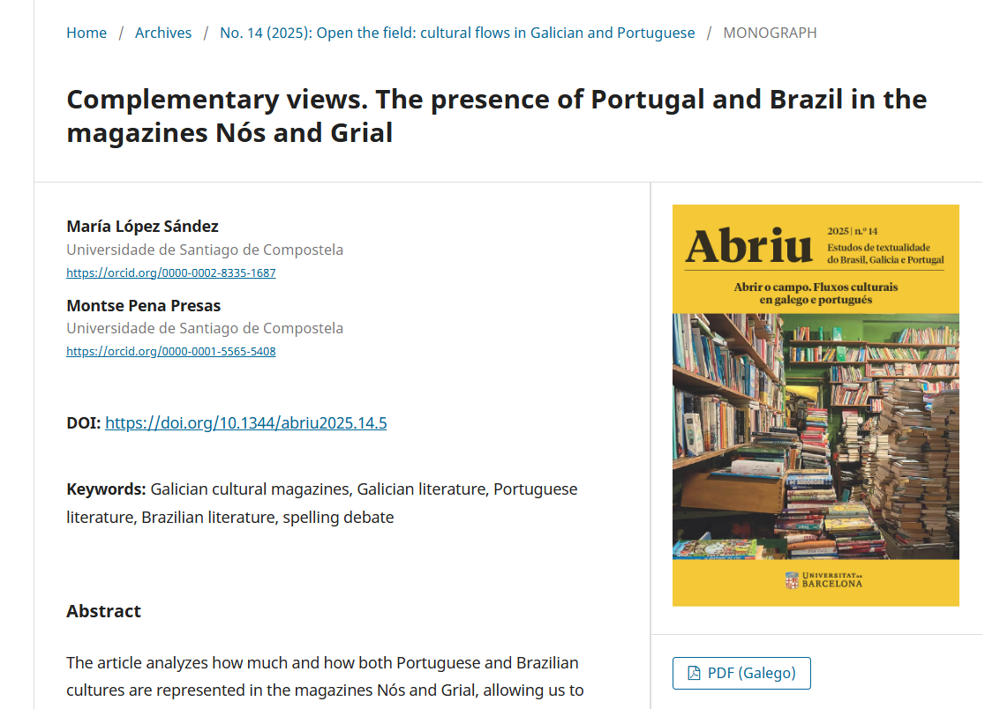 Home / Archives / No. 14 (2025): Open the field: cultural flows in Galician and Portuguese / MONOGRAPH
Complementary views. The presence of Portugal and Brazil in the
magazines Nós and Grial
María López Sández
Universidade de Santiago de Compostela
https://orcid.org/0000-0002-8335-1687
Montse Pena Presas
Universidade de Santiago de Compostela
https://orcid.org/0000-0001-5565-5408
DOI: https://doi.org/10.1344/abriu2025.14.5
Keywords: Galician cultural magazines, Galician literature, Portuguese
literature, Brazilian literature, spelling debate
Abstract
The article analyzes how much and how both Portuguese and Brazilian
cultures are represented in the magazines Nós and Grial, allowing us to
Abriu
2025 | n.º 14
Estudos de textualidade
do Brasil, Galicia e Portugal
Abrir o campo. Fluxos culturais
en galego e portugués
UNIVERSITAT DE
BARCELONA
PDF (Galego)